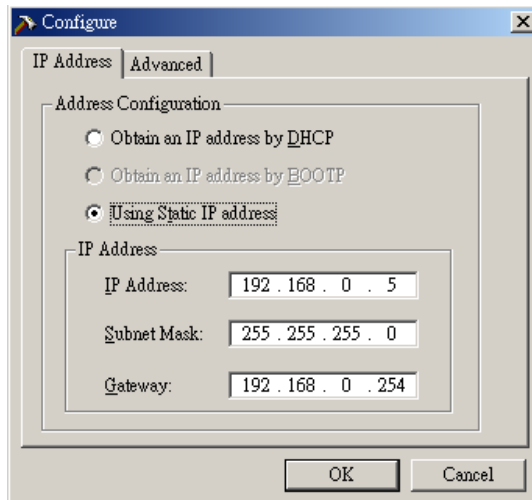 Configure
IP Address
Advanced
Address Configuration
Obtain an IP address by DHCP
Obtain an IP address by BOOTP
Using Static IP address
IP Address
IP Address: 192 . 168 . 0 . 5
Subnet Mask: 255 . 255 . 255 . 0
Gateway: 192 . 168 . 0 . 254
OK
Cancel